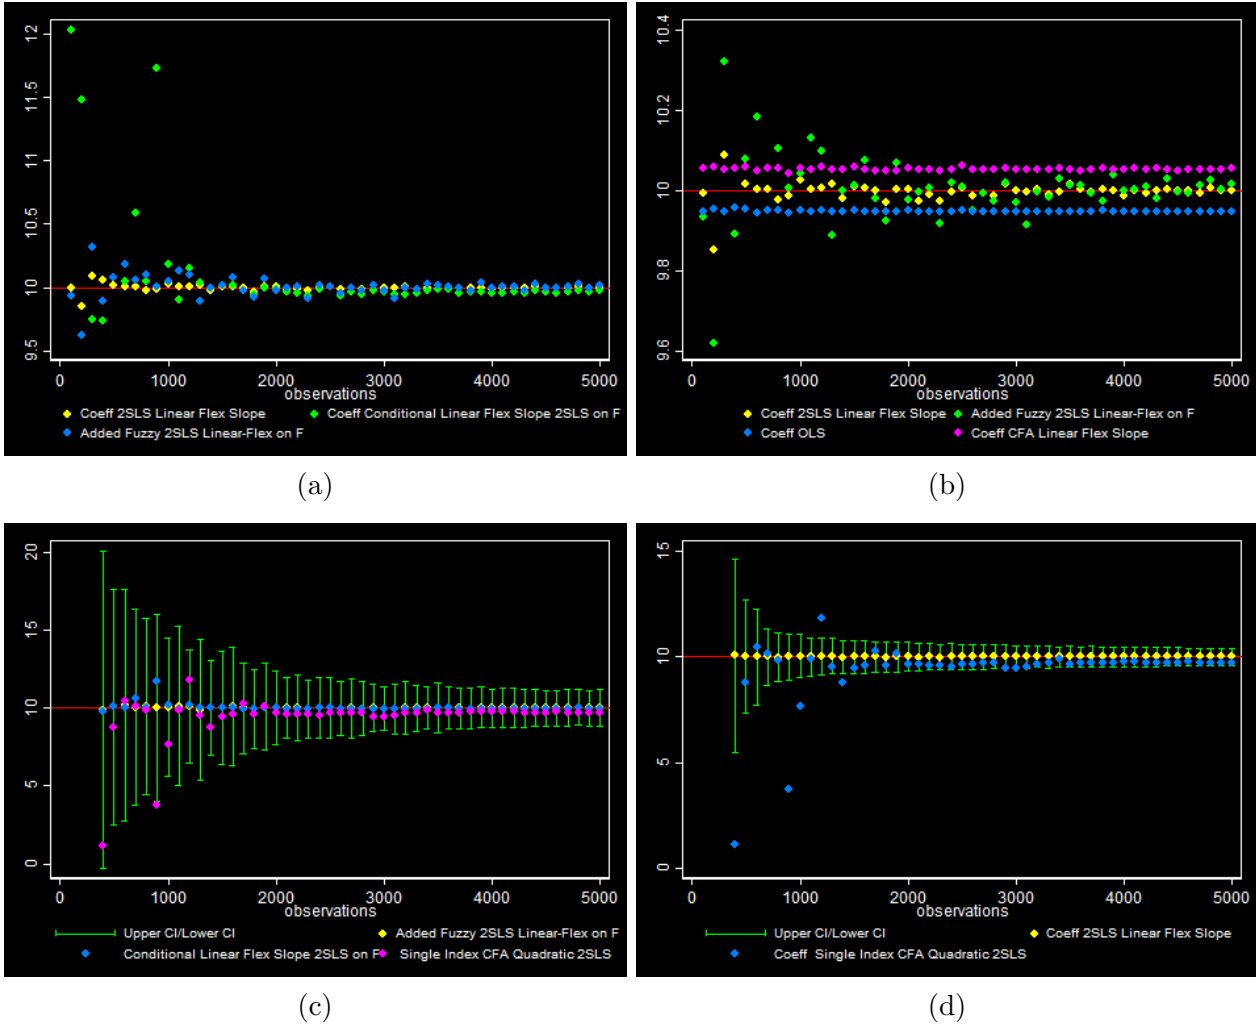 12
11.5
11
10.5
10
9.5
0 1000 2000 3000 4000 5000
observations
Coeff 2SLS Linear Flex Slope Coeff Conditional Linear Flex Slope 2SLS on F
Added Fuzzy 2SLS Linear-Flex on F
(a)
10.4
10.2
10
9.8
9.6
0 1000 2000 3000 4000 5000
observations
Coeff 2SLS Linear Flex Slope Added Fuzzy 2SLS Linear-Flex on F
Coeff OLS Coeff CFA Linear Flex Slope
(b)
20
15
10
5
0
0 1000 2000 3000 4000 5000
observations
Upper CI/Lower CI Added Fuzzy 2SLS Linear-Flex on F
Conditional Linear Flex Slope 2SLS on F Single Index CFA Quadratic 2SLS
(c)
15
10
5
0
0 1000 2000 3000 4000 5000
observations
Upper CI/Lower CI Coeff 2SLS Linear Flex Slope
Coeff Single Index CFA Quadratic 2SLS
(d)